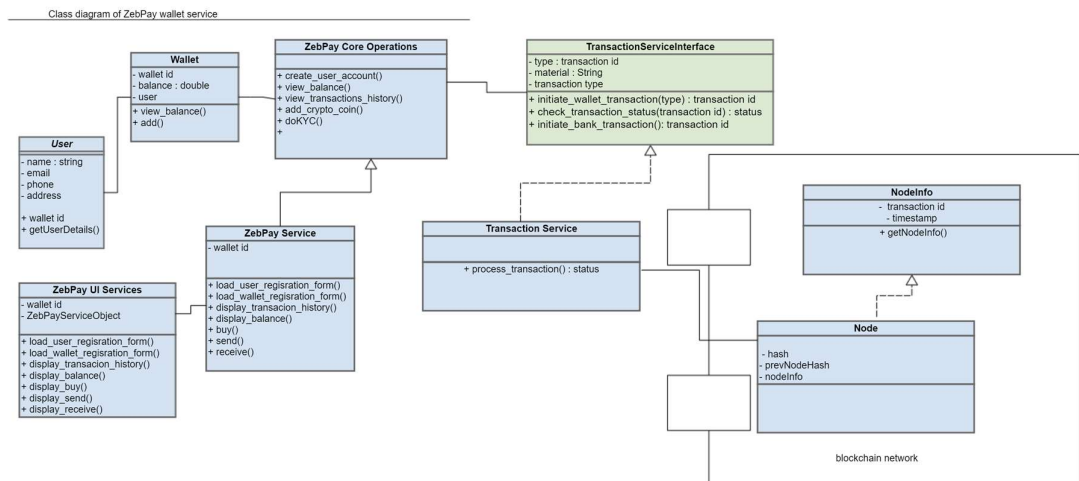 Class diagram of ZebPay wallet service
ZebPay Core Operations
+ create_user_account()
+ view_balance()
+ view_transactions_history()
+ add_crypto_coin()
+ doKYC()
+
TransactionServiceInterface
- type : transaction id
- material : String
- transaction type
+ initiate_wallet_transaction(type) : transaction id
+ check_transaction_status(transaction id) : status
+ initiate_bank_transaction(): transaction id
Wallet
- wallet id
- balance : double
- user
+ view_balance()
+ add()
User
- name : string
- email
- phone
- address
+ wallet id
+ getUserDetails()
NodeInfo
- transaction id
- timestamp
+ getNodeInfo()
Transaction Service
+ process_transaction() : status
ZebPay Service
- wallet id
+ load_user_regisration_form()
+ load_wallet_regisration_form()
+ display_transacion_history()
+ display_balance()
+ buy()
+ send()
+ receive()
ZebPay UI Services
- wallet id
- ZebPayServiceObject
+ load_user_regisration_form()
+ load_wallet_regisration_form()
+ display_transacion_history()
+ display_balance()
+ display_buy()
+ display_send()
+ display_receive()
Node
- hash
- prevNodeHash
- nodeInfo
blockchain network